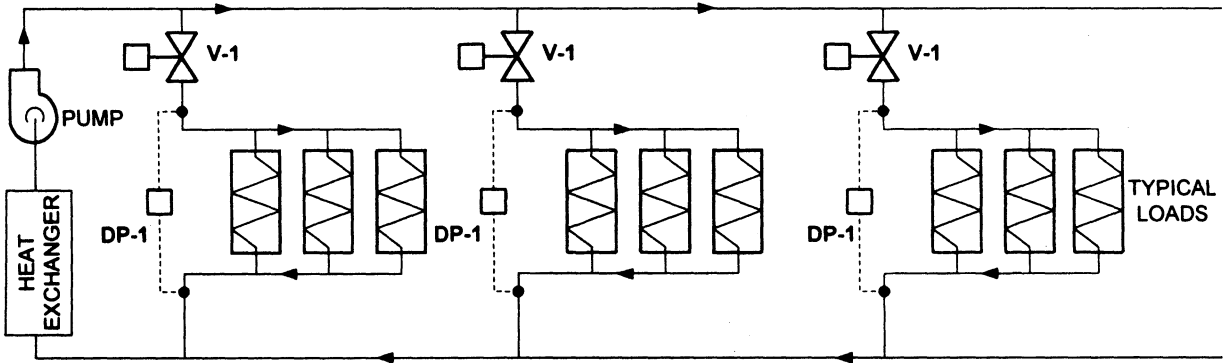 V-1
V-1
V-1
PUMP
HEAT
EXCHANGER
DP-1
DP-1
DP-1
TYPICAL
LOADS